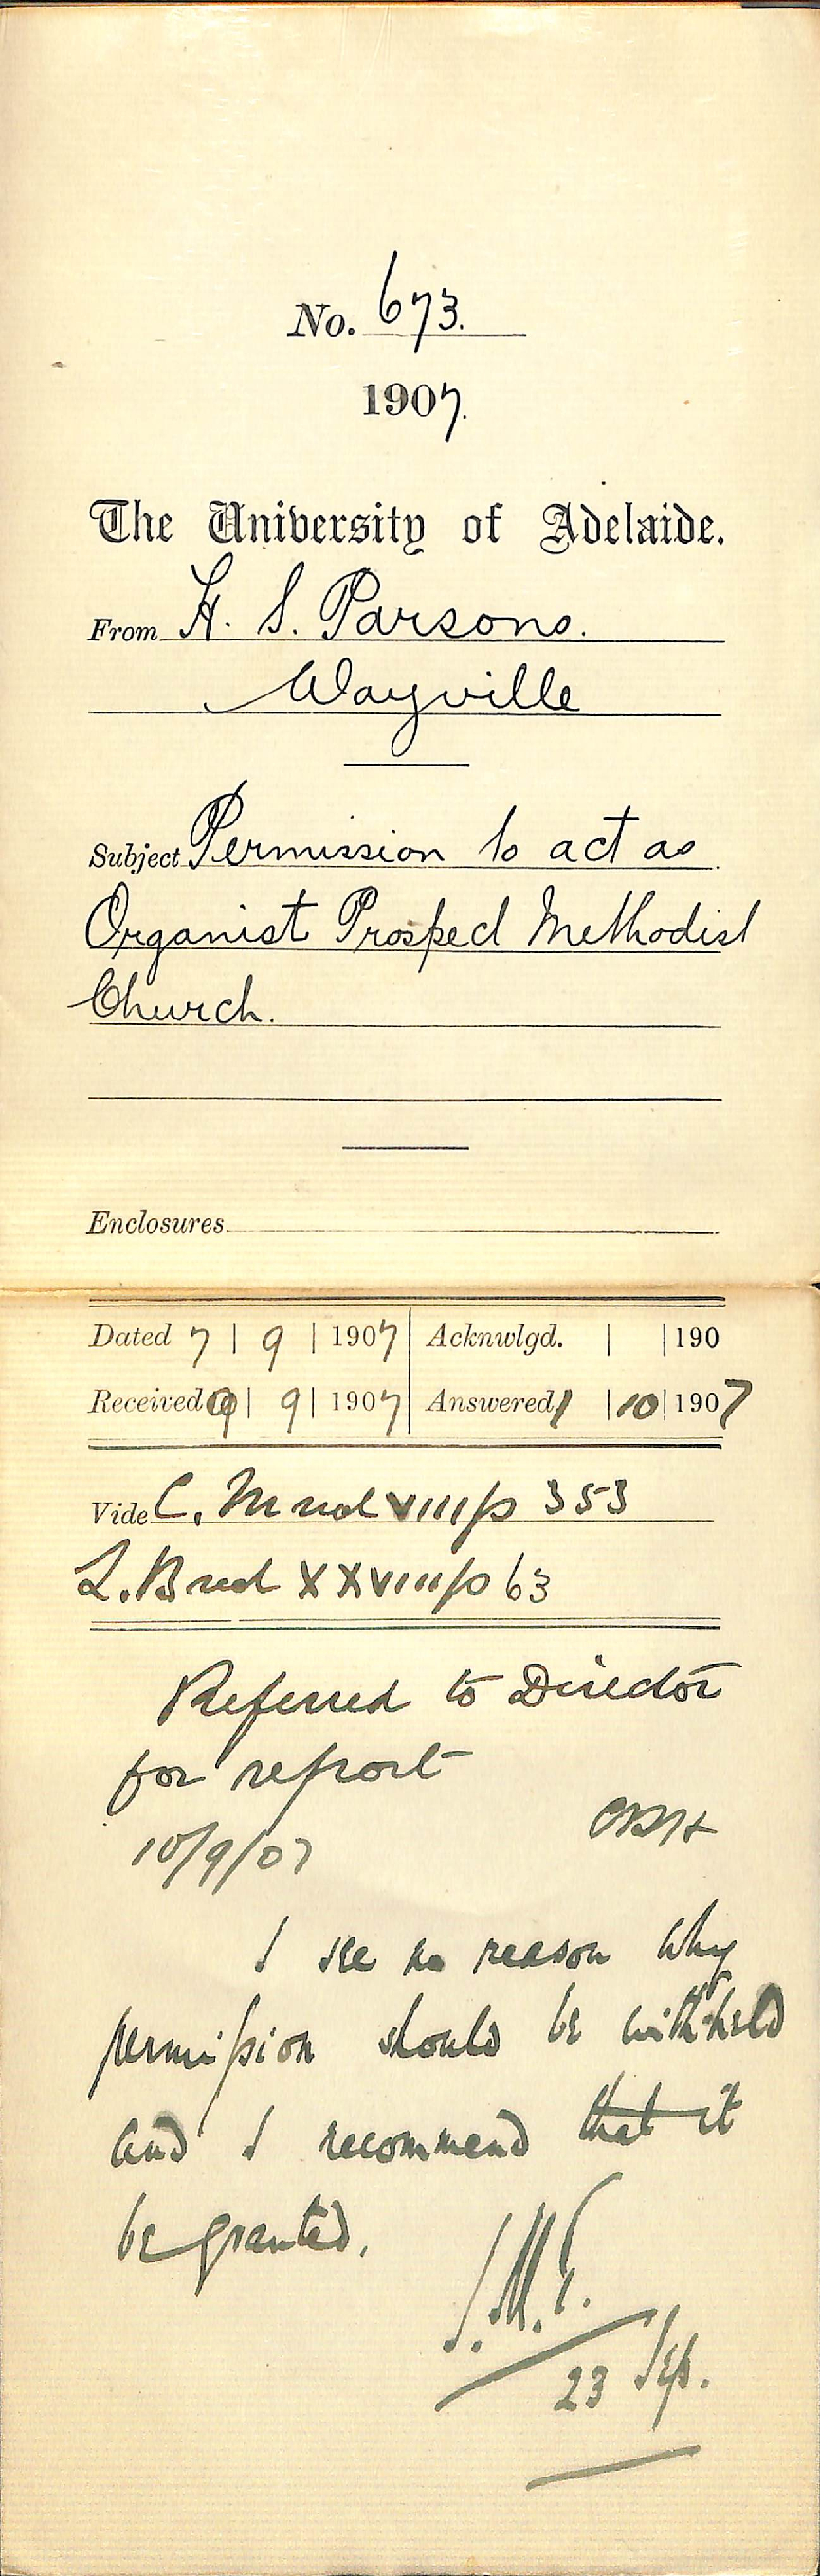 No. 673.
1907.
The University of Adelaide.
From H. S. Parsons.
Wayville
Subject Permission to act as
Organist Prospect Methodist
Church.
Enclosures
Dated 7 | 9 | 1907 Acknwlgd. | | 190
Received 9 | 9 | 1907 Answered 1 | 10 | 1907
Vide C. M vol VIII p 353
L. B vol XXVIII p 63
Referred to Director
for report
10/9/07 CRH
I see no reason why
permission should be withheld
and I recommend that it
be granted.
J.M.E.
23 Sep.